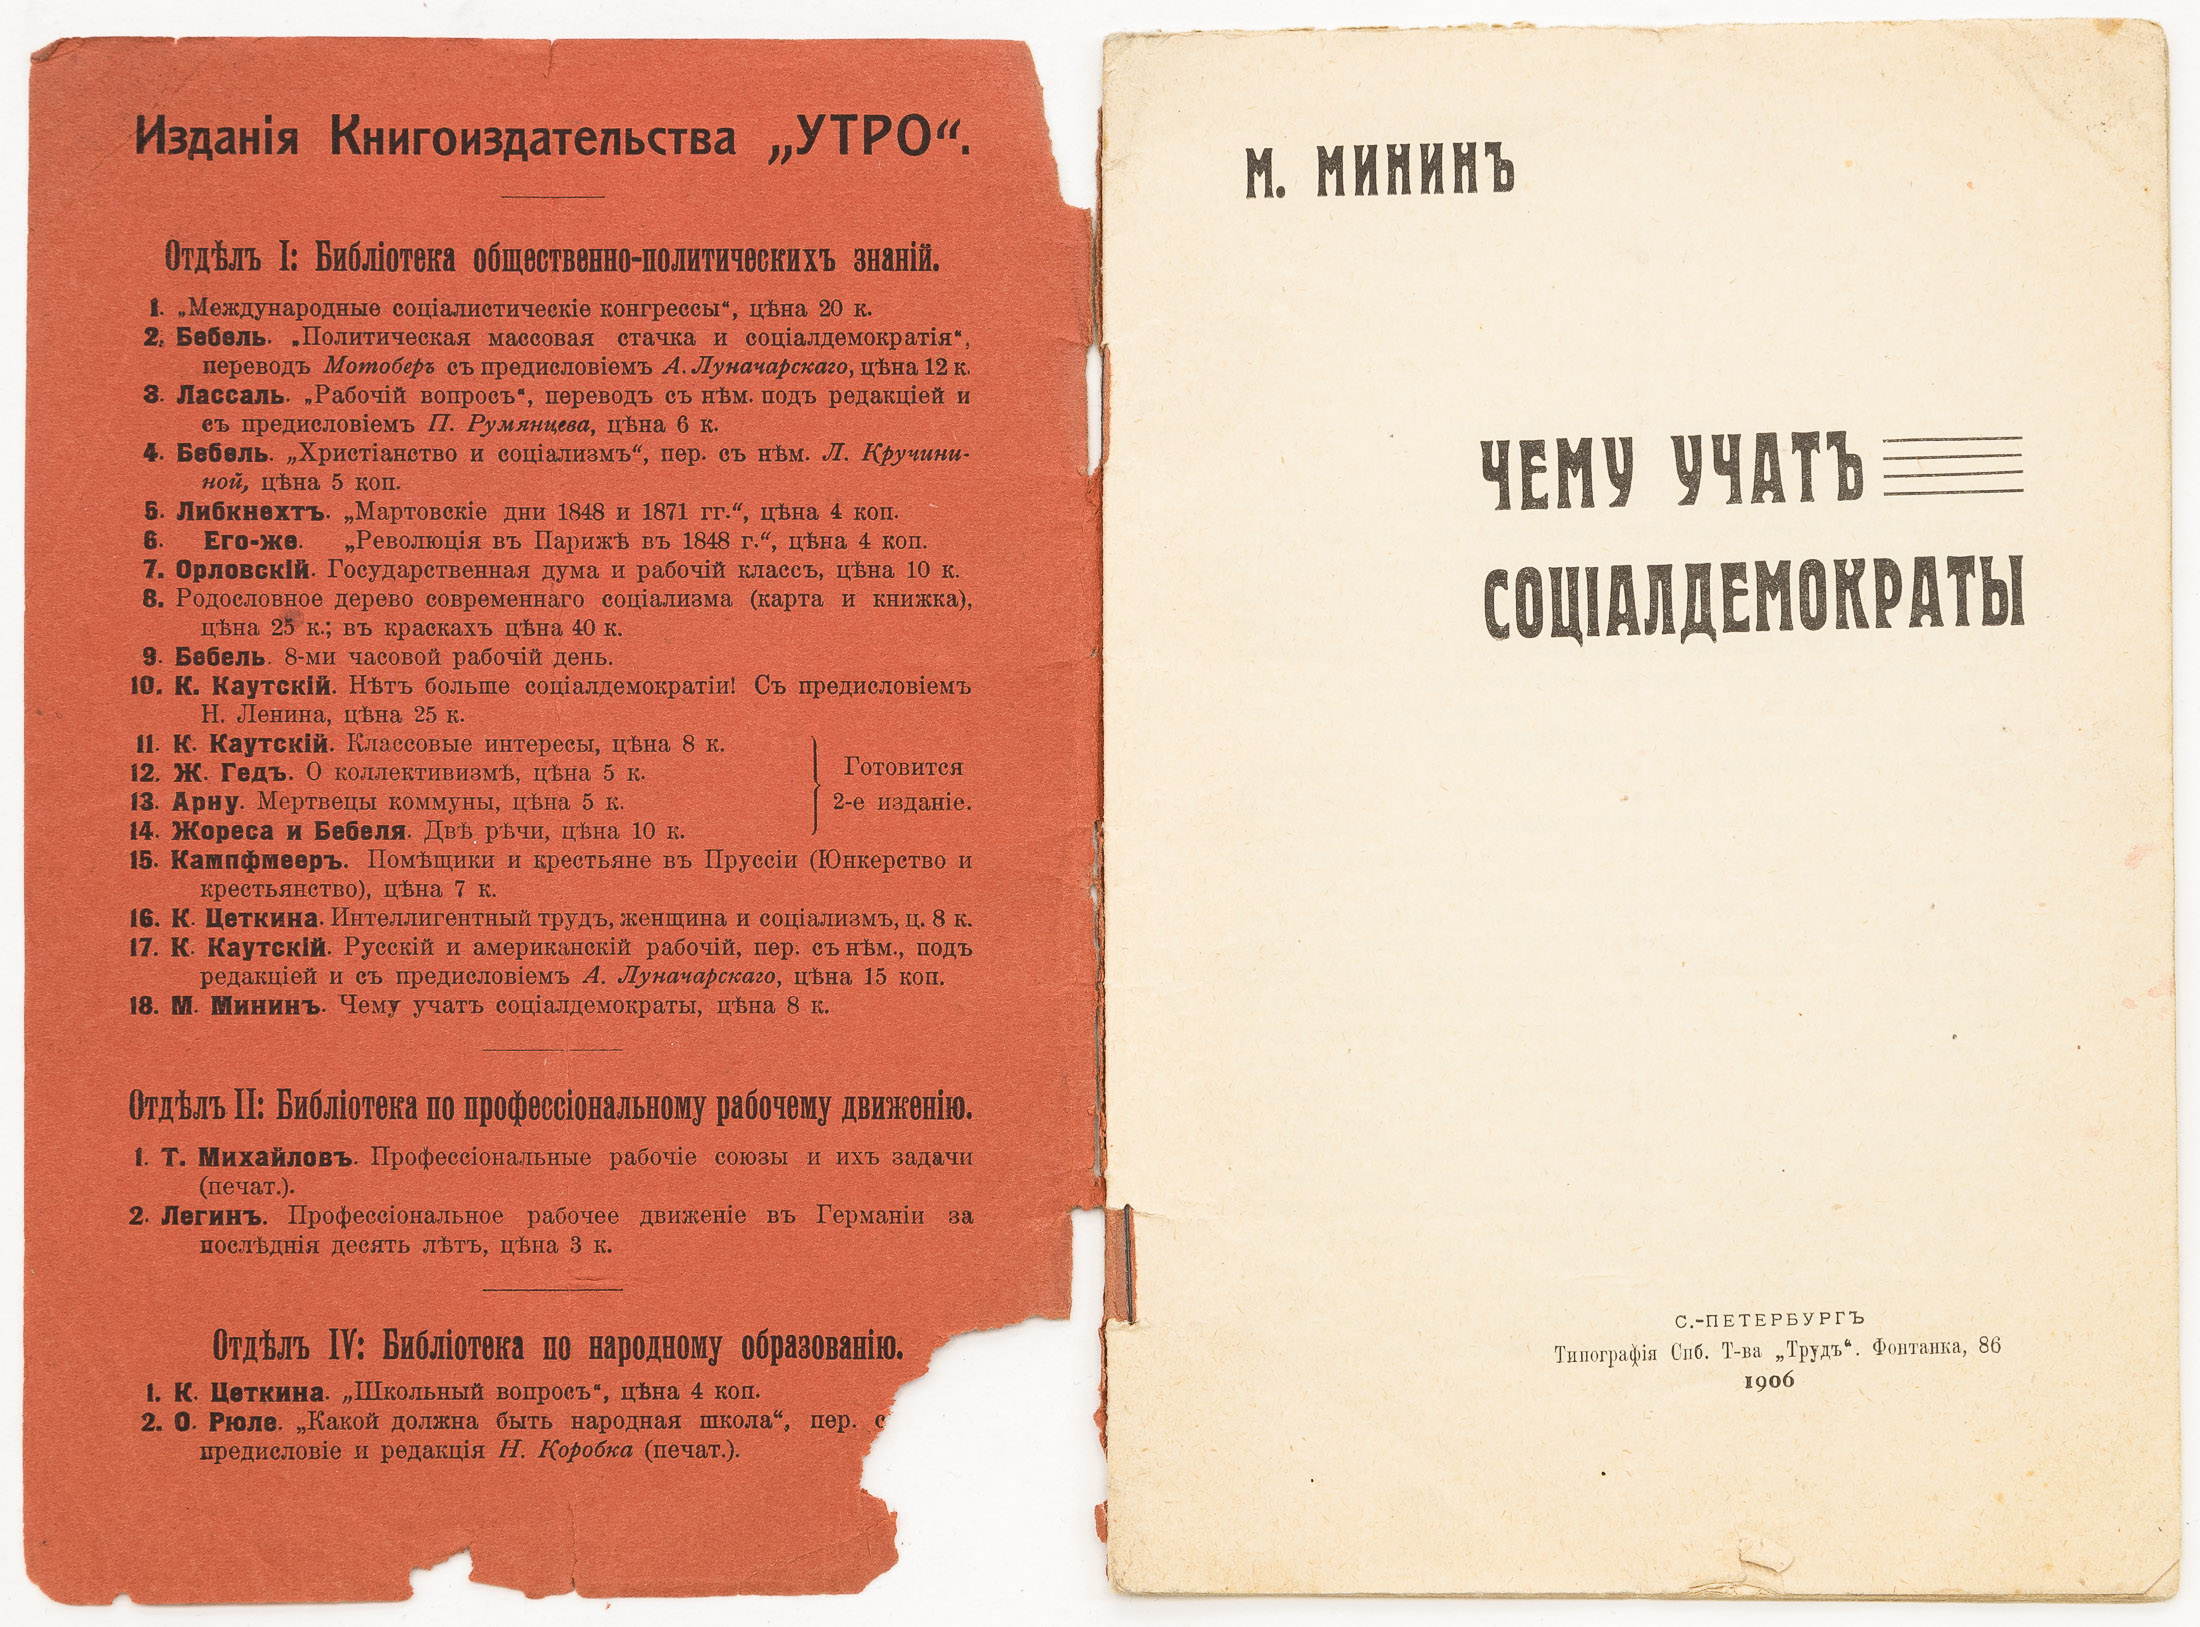 Изданія Книгоиздательства „УТРО“.
Отдѣлъ I: Библіотека общественно-политическихъ знаній.
1. „Международные соціалистическіе конгрессы“, цѣна 20 к.
2. Бебель. „Политическая массовая стачка и соціалдемократія“,
переводъ Мотоберъ съ предисловіемъ А. Луначарскаго, цѣна 12 к.
3. Лассаль. „Рабочій вопросъ“, переводъ съ нѣм. подъ редакціей и
съ предисловіемъ П. Румянцева, цѣна 6 к.
4. Бебель. „Христіанство и соціализмъ“, пер. съ нѣм. Л. Кручини-
ной, цѣна 5 коп.
5. Либкнехтъ. „Мартовскіе дни 1848 и 1871 гг.“, цѣна 4 коп.
6. Его-же. „Революція въ Парижѣ въ 1848 г.“, цѣна 4 коп.
7. Орловскій. Государственная дума и рабочій классъ, цѣна 10 к.
8. Родословное дерево современнаго соціализма (карта и книжка),
цѣна 25 к.; въ краскахъ цѣна 40 к.
9. Бебель. 8-ми часовой рабочій день.
10. К. Каутскій. Нѣтъ больше соціалдемократіи! Съ предисловіемъ
Н. Ленина, цѣна 25 к.
11. К. Каутскій. Классовые интересы, цѣна 8 к.
12. Ж. Гедъ. О коллективизмѣ, цѣна 5 к.
13. Арну. Мертвецы коммуны, цѣна 5 к.
14. Жореса и Бебеля. Двѣ рѣчи, цѣна 10 к.
Готовится
2-е изданіе.
15. Кампфмееръ. Помѣщики и крестьяне въ Пруссіи (Юнкерство и
крестьянство), цѣна 7 к.
16. К. Цеткина. Интеллигентный трудъ, женщина и соціализмъ, ц. 8 к.
17. К. Каутскій. Русскій и американскій рабочій, пер. съ нѣм., подъ
редакціей и съ предисловіемъ А. Луначарскаго, цѣна 15 коп.
18. М. Мининъ. Чему учатъ соціалдемократы, цѣна 8 к.
Отдѣлъ II: Библіотека по профессіональному рабочему движенію.
1. Т. Михайловъ. Профессіональные рабочіе союзы и ихъ задачи
(печат.).
2. Легинъ. Профессіональное рабочее движеніе въ Германіи за
послѣднія десять лѣтъ, цѣна 3 к.
Отдѣлъ IV: Библіотека по народному образованію.
1. К. Цеткина. „Школьный вопросъ“, цѣна 4 коп.
2. О. Рюле. „Какой должна быть народная школа“, пер. с
предисловіе и редакція Н. Коробка (печат.).
М. МИНИНЪ
ЧЕМУ УЧАТЪ
СОЦІАЛДЕМОКРАТЫ
С.-ПЕТЕРБУРГЪ
Типографія Спб. Т-ва „Трудъ“. Фонтанка, 86
1906